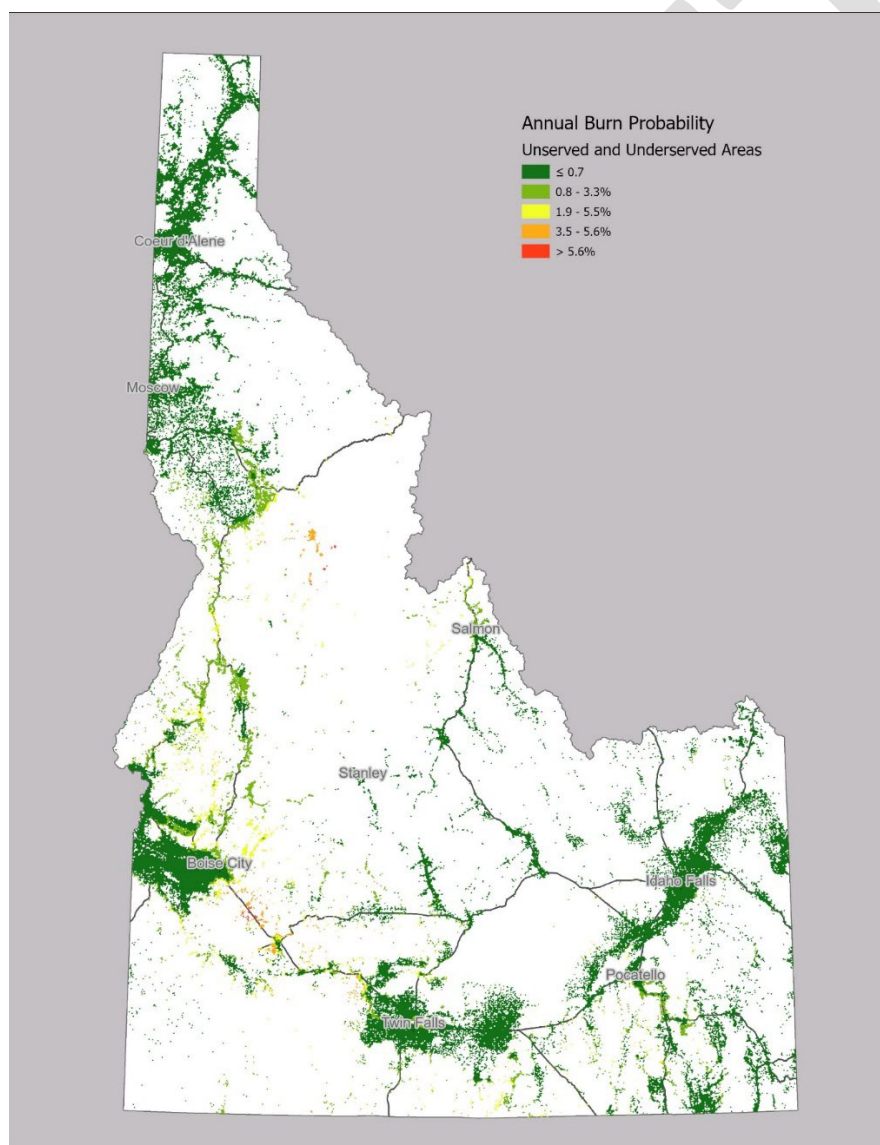 Annual Burn Probability
Unserved and Underserved Areas
≤ 0.7
0.8 - 3.3%
1.9 - 5.5%
3.5 - 5.6%
> 5.6%
Coeur d'Alene
Moscow
Salmon
Stanley
Boise City
Idaho Falls
Pocatello
Twin Falls